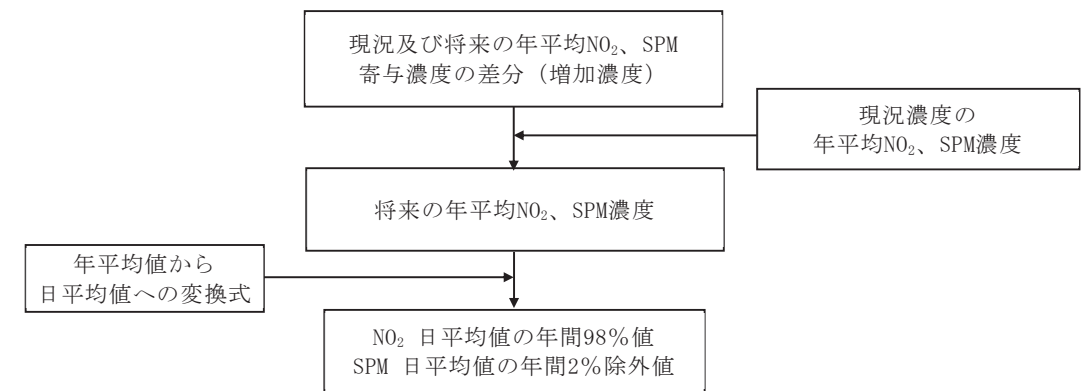 現況及び将来の年平均NO₂、SPM
寄与濃度の差分（増加濃度）
現況濃度の
年平均NO₂、SPM濃度
将来の年平均NO₂、SPM濃度
年平均値から
日平均値への変換式
NO₂ 日平均値の年間98％値
SPM 日平均値の年間2％除外値